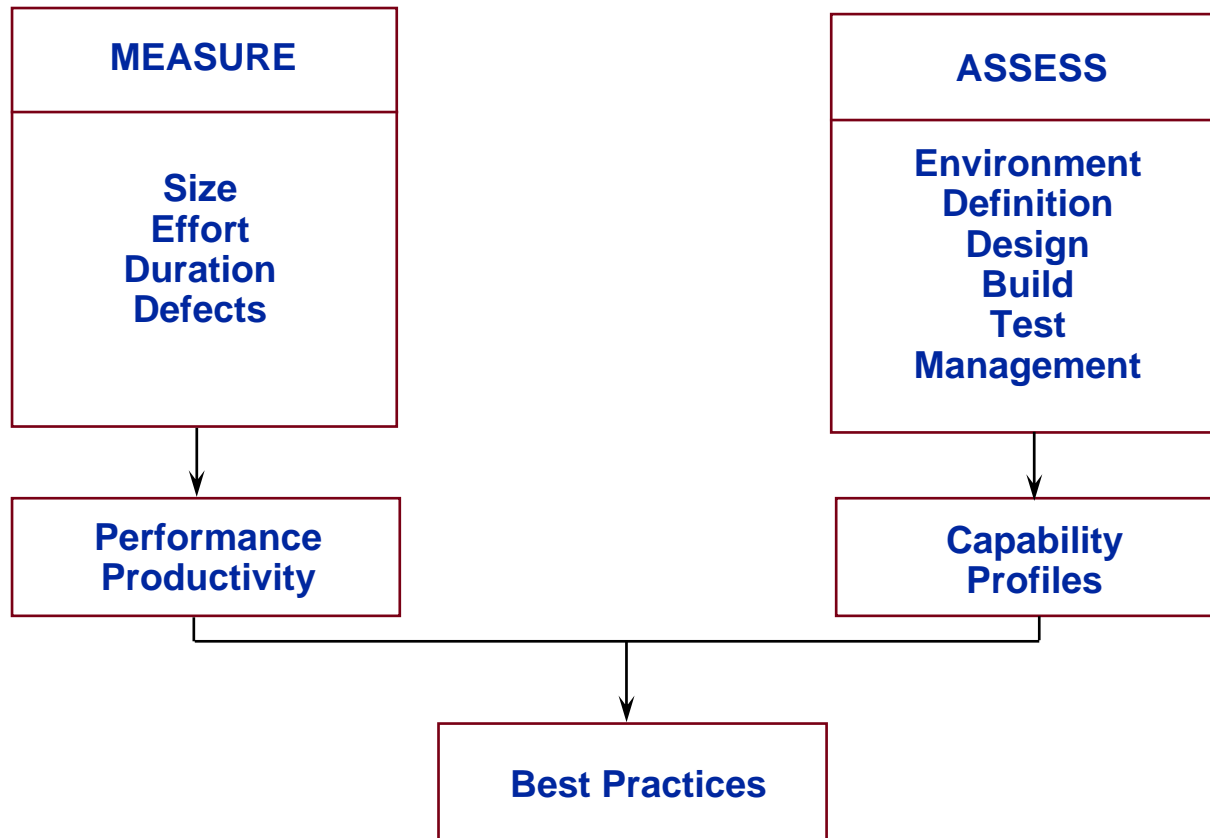 MEASURE
Size
Effort
Duration
Defects
ASSESS
Environment
Definition
Design
Build
Test
Management
Performance
Productivity
Capability
Profiles
Best Practices